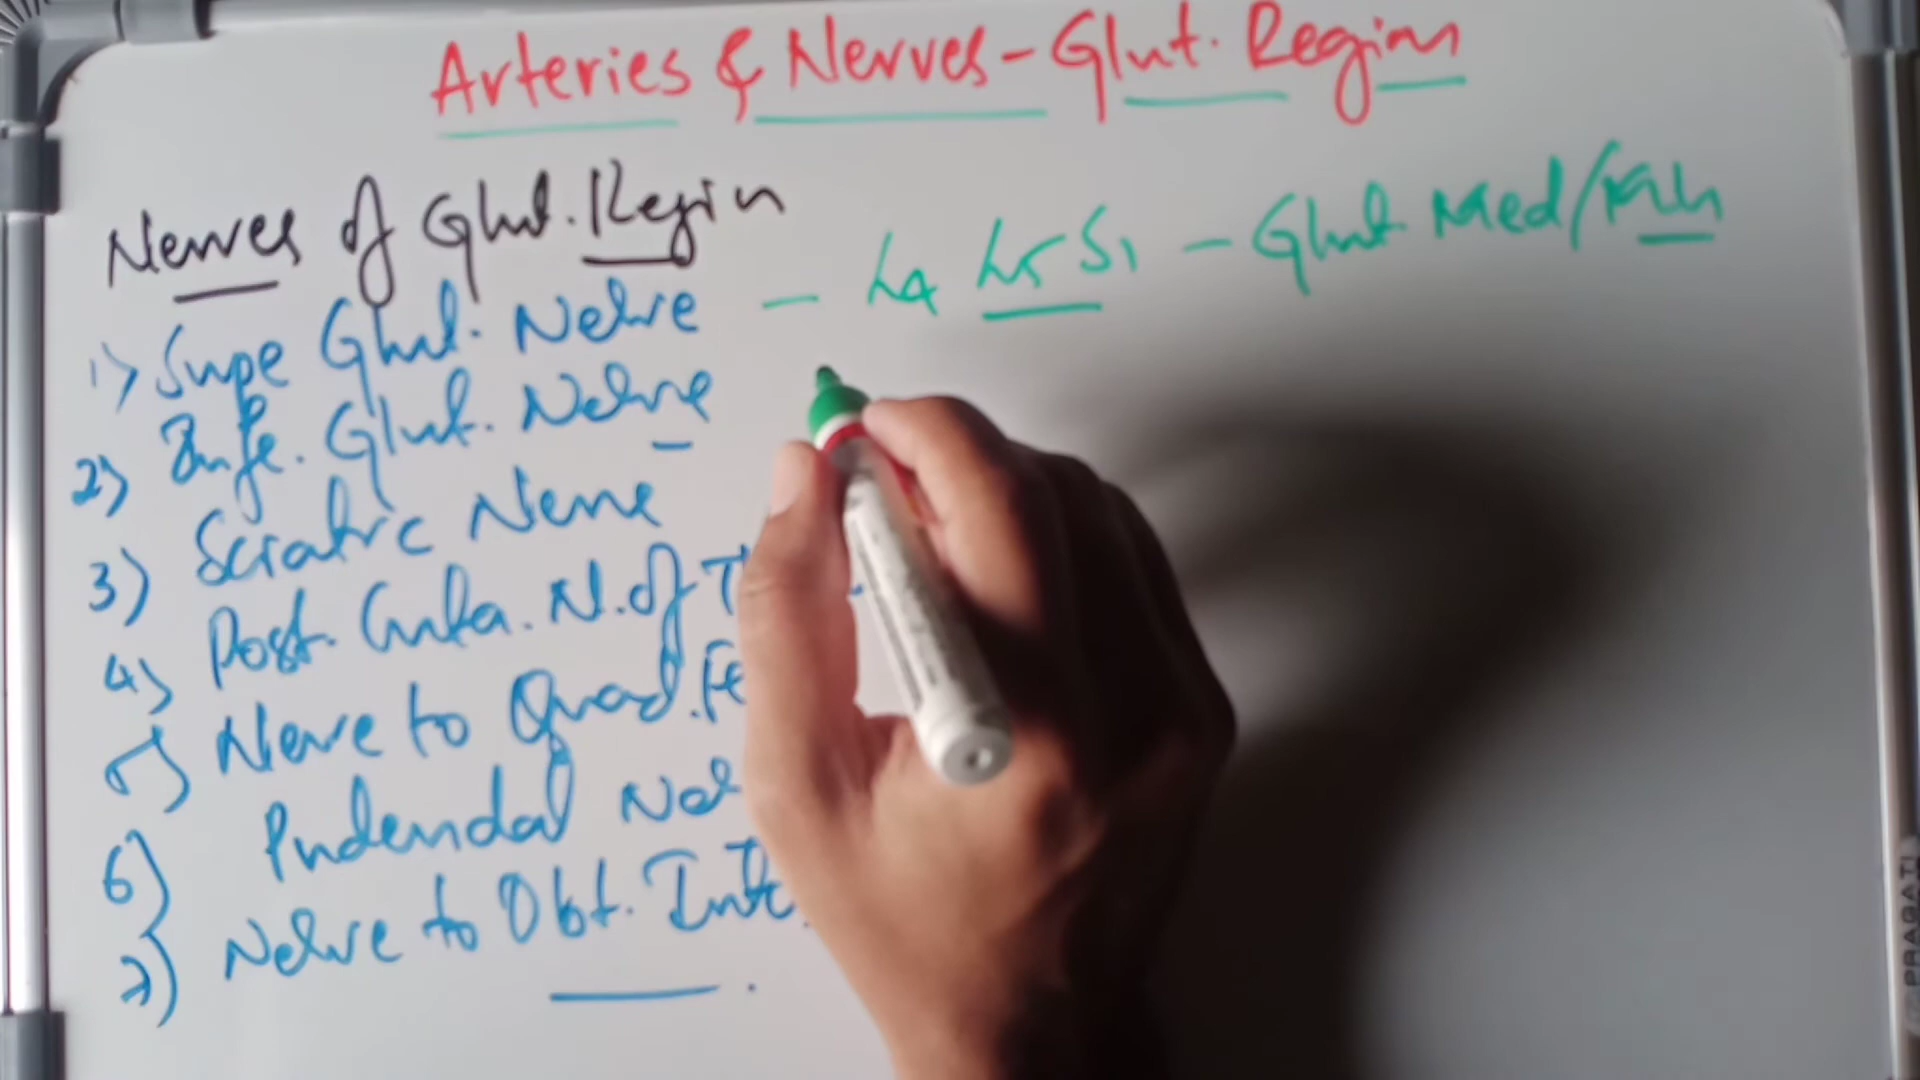 Arteries & Nerves - Glut. Region
Nerves of Glut. Region
1) Supe Glut. Nerve - L4 L5 S1 - Glut Med/Min
2) Infe. Glut. Nerve
3) Sciatic Nerve
4) Post. Cuta. N. of T
5) Nerve to Quad. Fe
6) Pudendal Ner
7) Nerve to Obt. Int.
PRAGATI